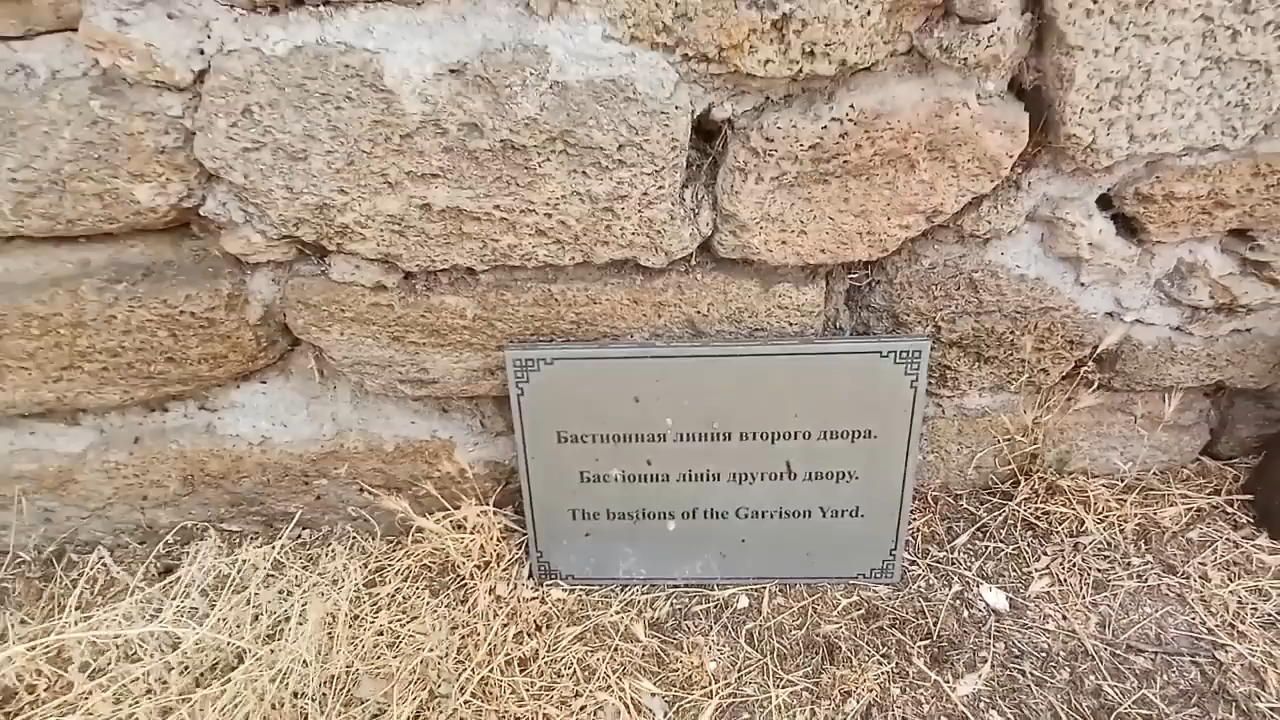 Бастионная линия второго двора.
Бастіонна лінія другого двору.
The bastions of the Garrison Yard.